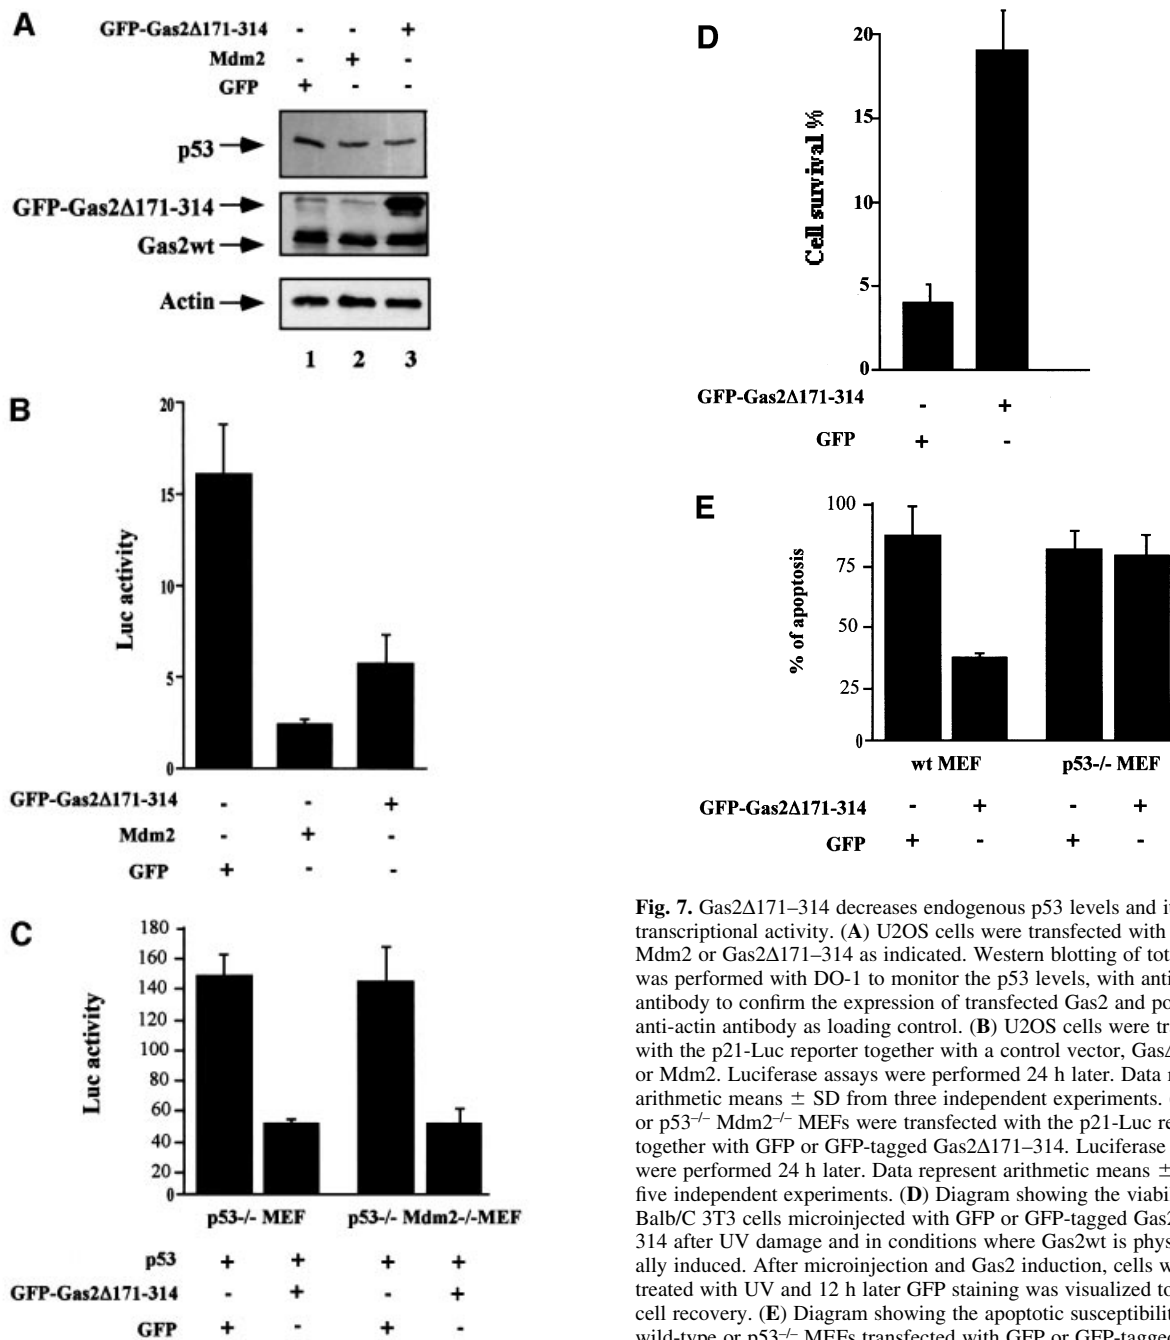 A
GFP-Gas2Δ171-314 - - +
Mdm2 - + -
GFP + - -
p53
GFP-Gas2Δ171-314
Gas2wt
Actin
1 2 3
B
20
15
10
5
0
Luc activity
GFP-Gas2Δ171-314 - - +
Mdm2 - + -
GFP + - -
C
180
160
140
120
100
80
60
40
20
0
Luc activity
p53-/- MEF p53-/- Mdm2-/-MEF
p53 + + + +
GFP-Gas2Δ171-314 - + - +
GFP + - + -
D
20
15
10
5
0
Cell survival %
GFP-Gas2Δ171-314 - +
GFP + -
E
100
75
50
25
0
% of apoptosis
wt MEF p53-/- MEF
GFP-Gas2Δ171-314 - + - +
GFP + - + -
Fig. 7. Gas2Δ171–314 decreases endogenous p53 levels and
transcriptional activity. (A) U2OS cells were transfected with
Mdm2 or Gas2Δ171–314 as indicated. Western blotting of
was performed with DO-1 to monitor the p53 levels, with
antibody to confirm the expression of transfected Gas2 and
anti-actin antibody as loading control. (B) U2OS cells were
with the p21-Luc reporter together with a control vector,
or Mdm2. Luciferase assays were performed 24 h later. Data
arithmetic means ± SD from three independent experiments.
or p53–/– Mdm2–/– MEFs were transfected with the p21-Luc
together with GFP or GFP-tagged Gas2Δ171–314. Luciferase
were performed 24 h later. Data represent arithmetic means ±
five independent experiments. (D) Diagram showing the
Balb/C 3T3 cells microinjected with GFP or GFP-tagged
314 after UV damage and in conditions where Gas2wt is
ally induced. After microinjection and Gas2 induction, cells
treated with UV and 12 h later GFP staining was visualized to
cell recovery. (E) Diagram showing the apoptotic
wild-type or p53–/– MEFs transfected with GFP or GFP-tagged